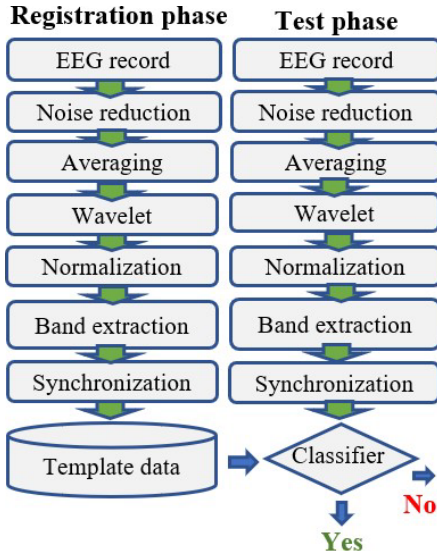 Registration phase
EEG record
Noise reduction
Averaging
Wavelet
Normalization
Band extraction
Synchronization
Template data
Test phase
EEG record
Noise reduction
Averaging
Wavelet
Normalization
Band extraction
Synchronization
Classifier
No
Yes